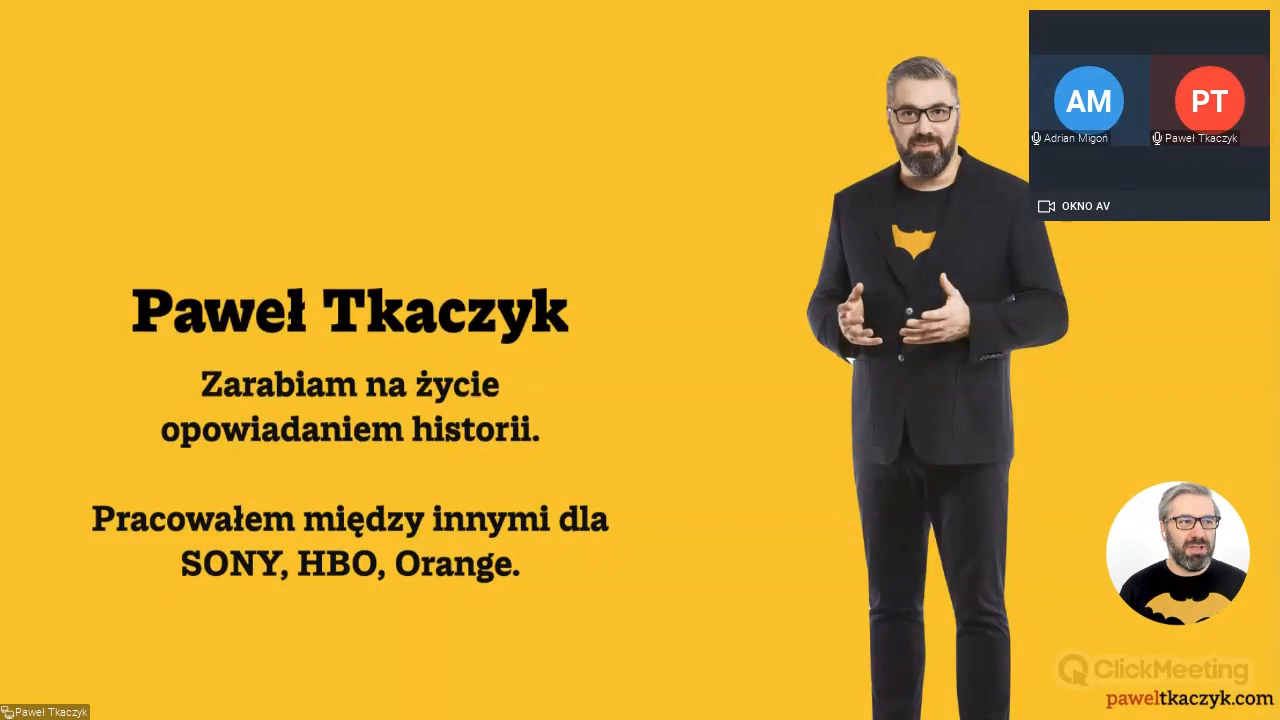 AM
PT
Adrian Migoń
Paweł Tkaczyk
OKNO AV
Paweł Tkaczyk
Zarabiam na życie
opowiadaniem historii.
Pracowałem między innymi dla
SONY, HBO, Orange.
ClickMeeting
paweltkaczyk.com
Paweł Tkaczyk